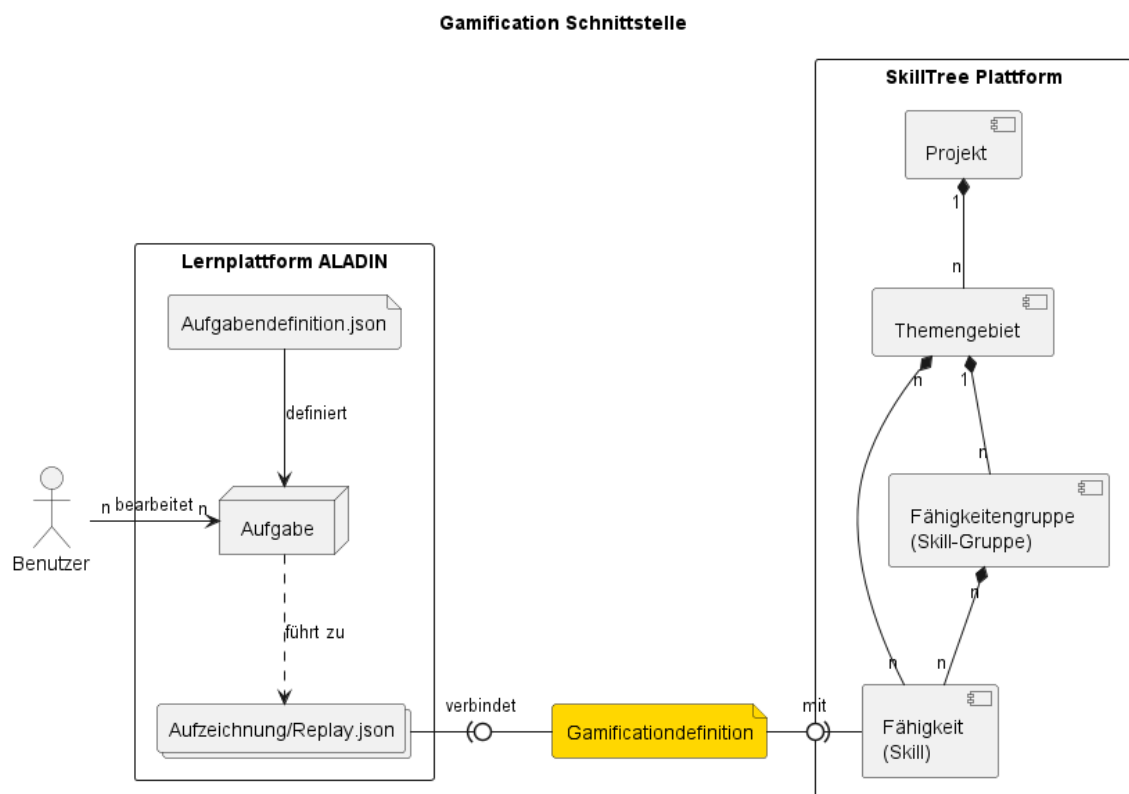 Gamification Schnittstelle
SkillTree Plattform
Projekt
1
n
Lernplattform ALADIN
Aufgabendefinition.json
Themengebiet
n
1
definiert
n
Fähigkeitengruppe
(Skill-Gruppe)
n bearbeitet n
Aufgabe
Benutzer
n
führt zu
n
n
Aufzeichnung/Replay.json
verbindet
Gamificationdefinition
mit
Fähigkeit
(Skill)